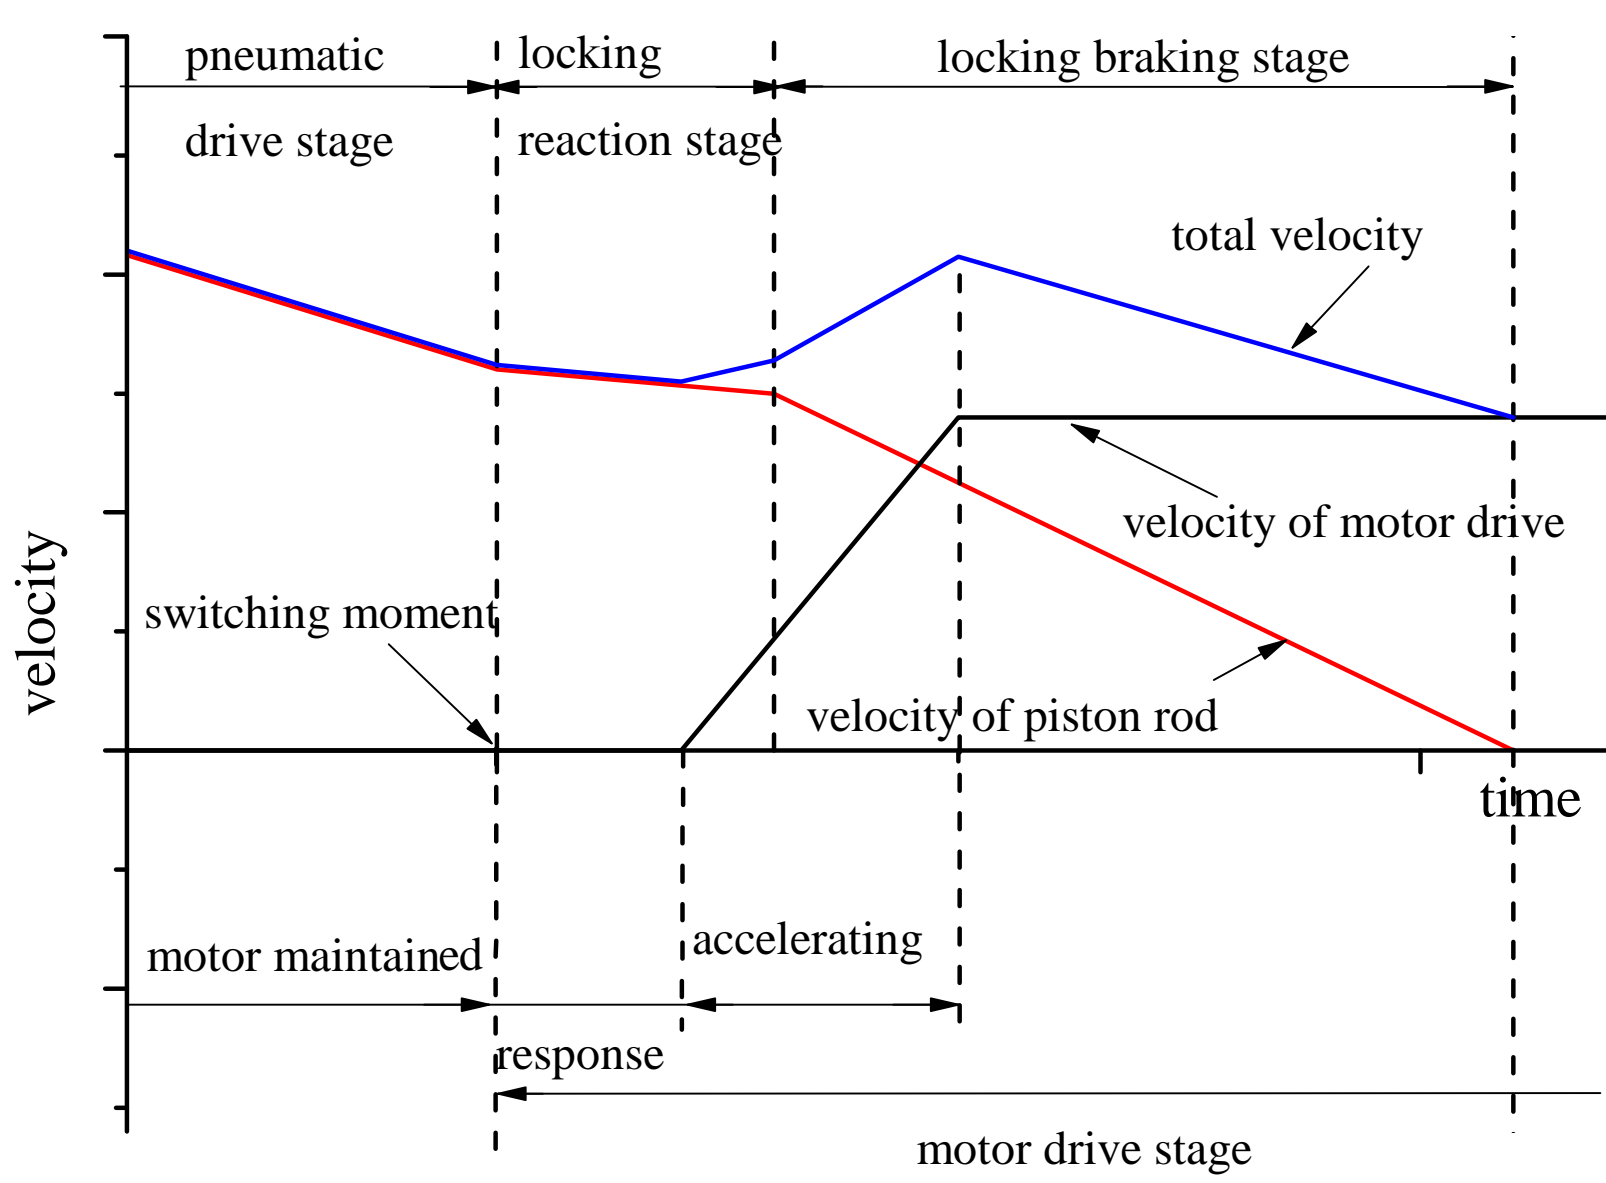 pneumatic
drive stage
locking
reaction stage
locking braking stage
total velocity
velocity of motor drive
velocity
switching moment
velocity of piston rod
time
motor maintained
accelerating
response
motor drive stage